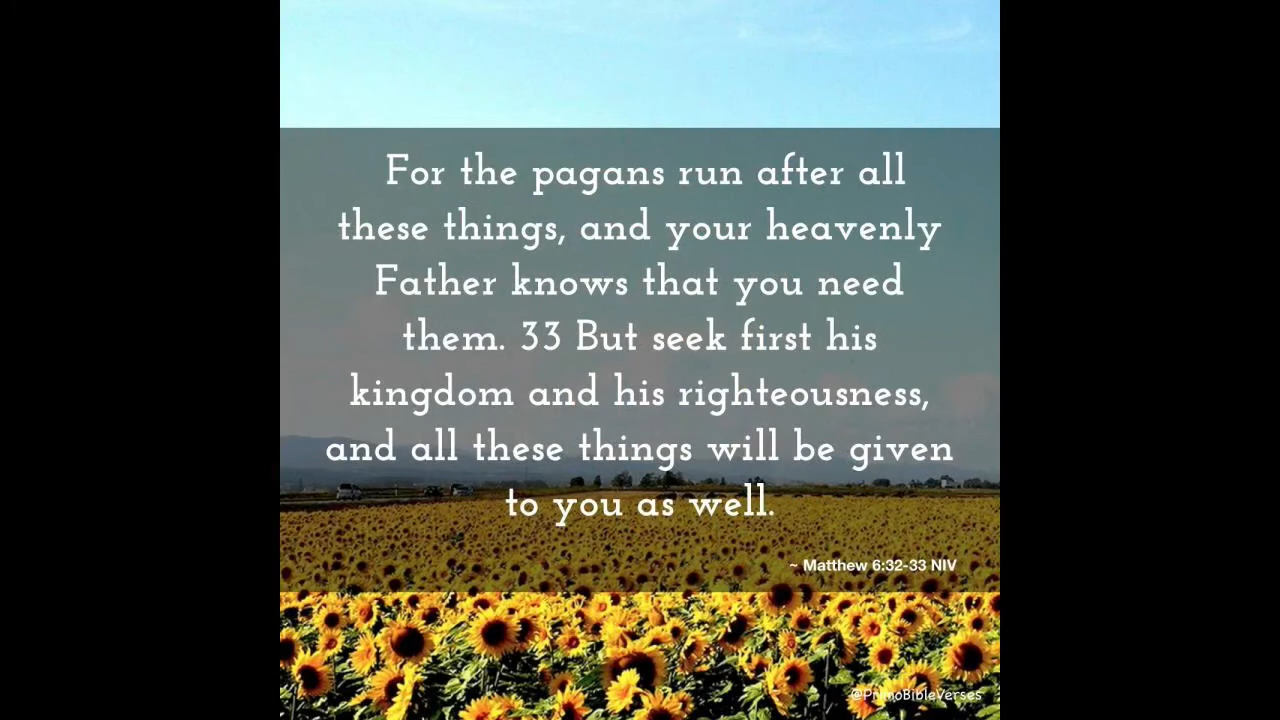 For the pagans run after all
these things, and your heavenly
Father knows that you need
them. 33 But seek first his
kingdom and his righteousness,
and all these things will be given
to you as well.
~ Matthew 6:32-33 NIV
@PrimoBibleVerses